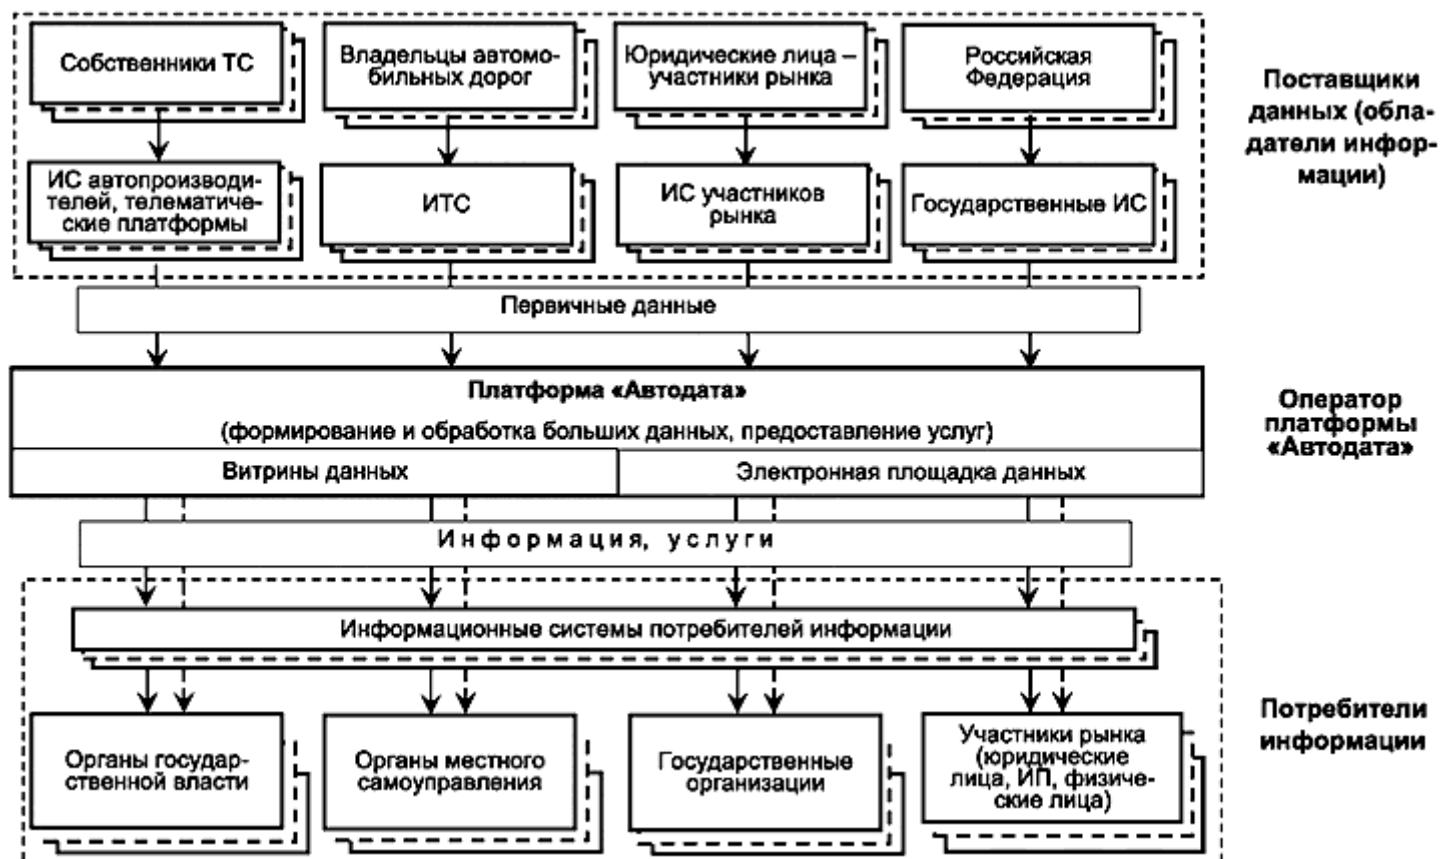 Собственники ТС
Владельцы автомо-
бильных дорог
Юридические лица –
участники рынка
Российская
Федерация
Поставщики
данных (обла-
датели инфор-
мации)
ИС автопроизводи-
телей, телематиче-
ские платформы
ИТС
ИС участников
рынка
Государственные ИС
Первичные данные
Платформа «Автодата»
(формирование и обработка больших данных, предоставление услуг)
Витрины данных
Электронная площадка данных
Оператор
платформы
«Автодата»
Информация, услуги
Информационные системы потребителей информации
Органы государ-
ственной власти
Органы местного
самоуправления
Государственные
организации
Участники рынка
(юридические
лица, ИП, физиче-
ские лица)
Потребители
информации